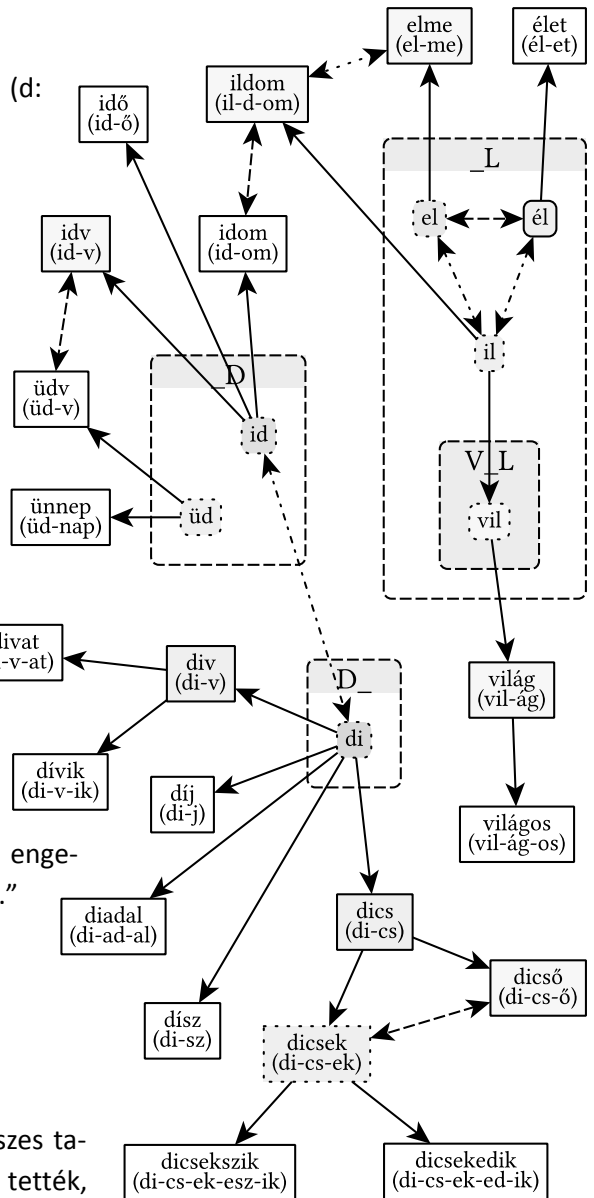 elme
(el-me)
élet
(él-et)
(d:
idő
(id-ő)
ildom
(il-d-om)
_L
el
él
idv
(id-v)
idom
(id-om)
il
_D
üdv
(üd-v)
id
V_L
vil
ünnep
(üd-nap)
üd
divat
-v-at)
div
(di-v)
D_
világ
(vil-ág)
di
dívik
(di-v-ik)
díj
(di-j)
világos
(vil-ág-os)
enge-
.”
diadal
(di-ad-al)
dics
(di-cs)
dicső
(di-cs-ő)
dísz
(di-sz)
dicsek
(di-cs-ek)
szes ta-
tették,
dicsekszik
(di-cs-ek-esz-ik)
dicsekedik
(di-cs-ek-ed-ik)